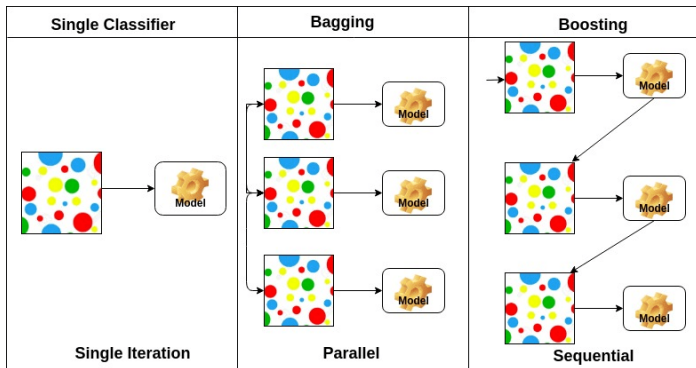 Single Classifier
Bagging
Boosting
Model
Model
Model
Model
Model
Model
Model
Single Iteration
Parallel
Sequential